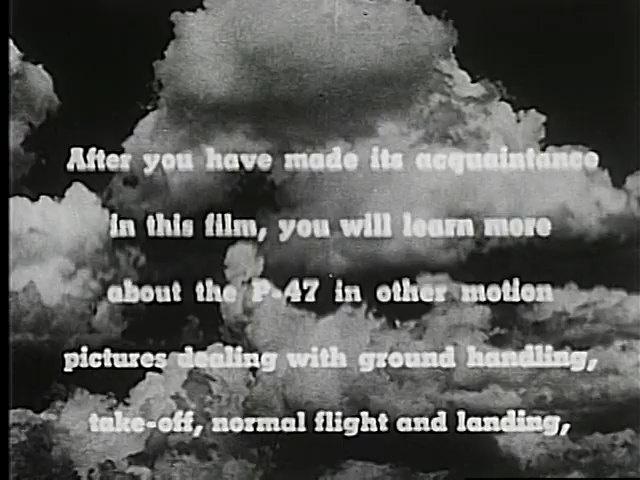 After you have made its acquaintance
in this film, you will learn more
about the P-47 in other motion
pictures dealing with ground handling,
take-off, normal flight and landing,